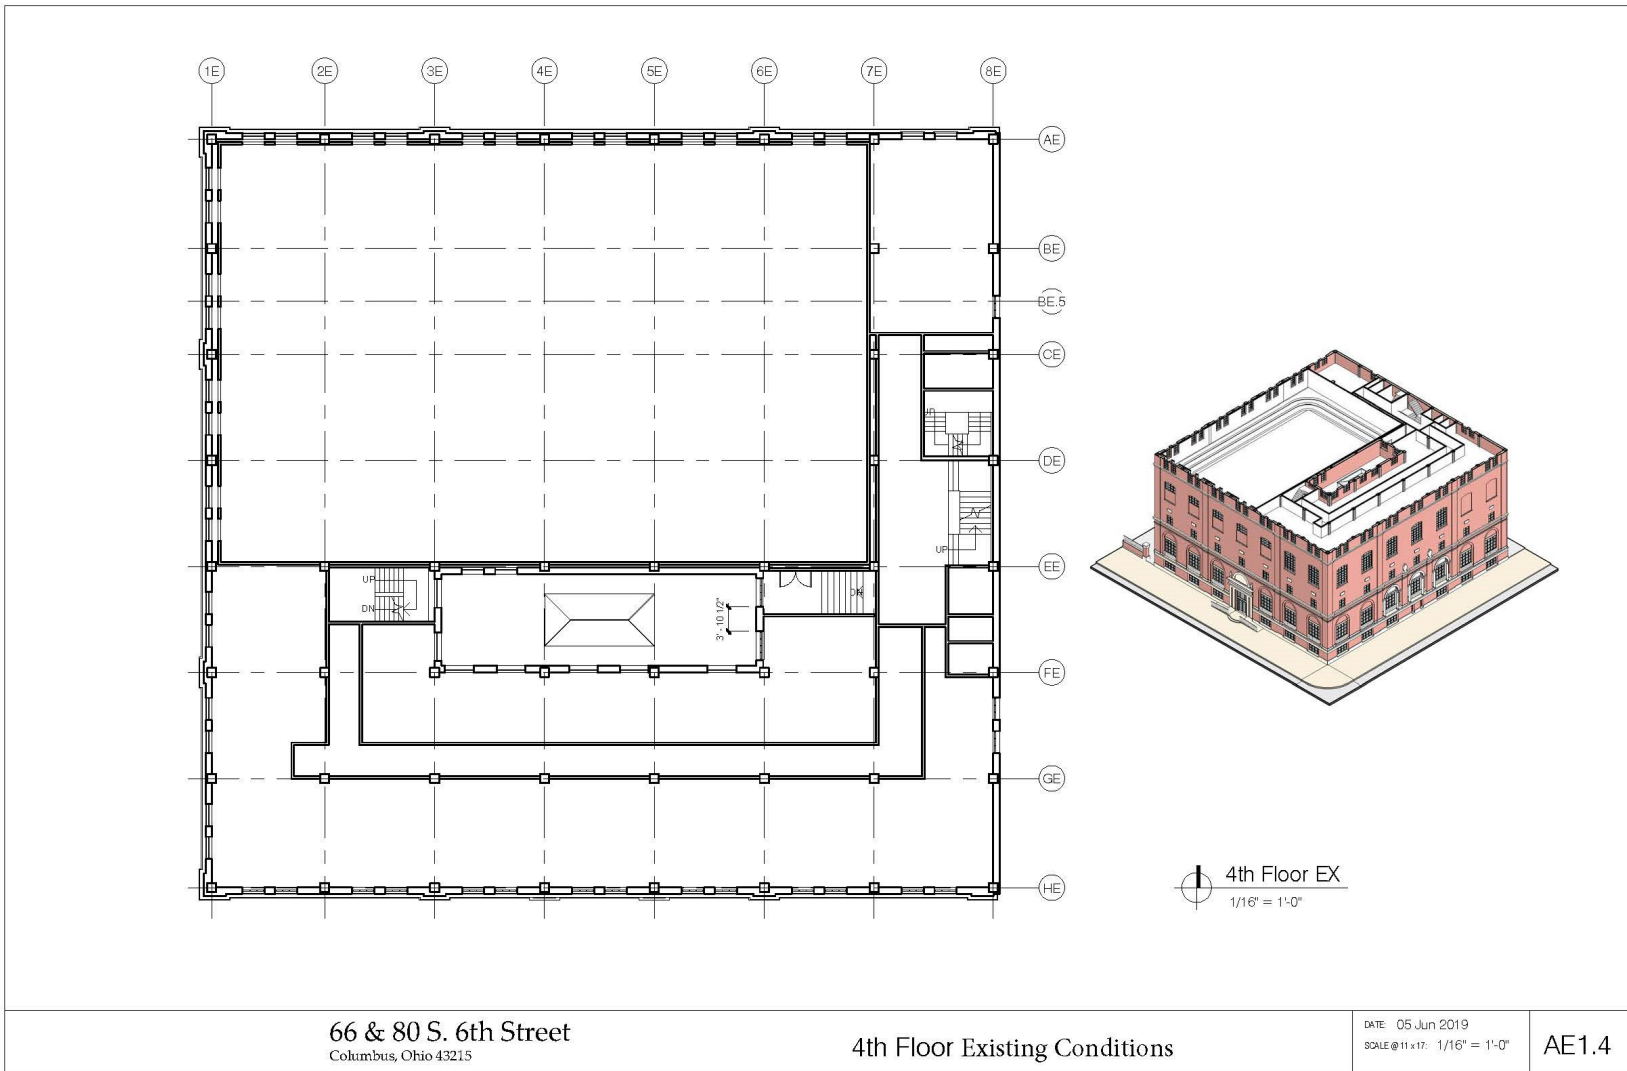 1E 2E 3E 4E 5E 6E 7E 8E
AE
BE
BE.5
CE
UP
DE
UP
EE
UP
DN
DN
3' - 10 1/2"
FE
GE
HE
4th Floor EX
1/16" = 1'-0"
66 & 80 S. 6th Street
Columbus, Ohio 43215
4th Floor Existing Conditions
DATE: 05 Jun 2019
SCALE @ 11 x 17: 1/16" = 1'-0"
AE1.4